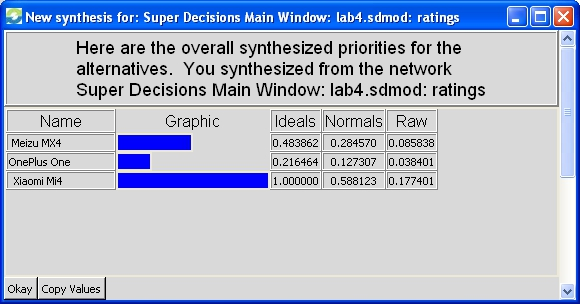 New synthesis for: Super Decisions Main Window: lab4.sdmod: ratings
Here are the overall synthesized priorities for the
alternatives. You synthesized from the network
Super Decisions Main Window: lab4.sdmod: ratings
Name Graphic Ideals Normals Raw
Meizu MX4 0.483862 0.284570 0.085838
OnePlus One 0.216464 0.127307 0.038401
Xiaomi Mi4 1.000000 0.588123 0.177401
Okay Copy Values